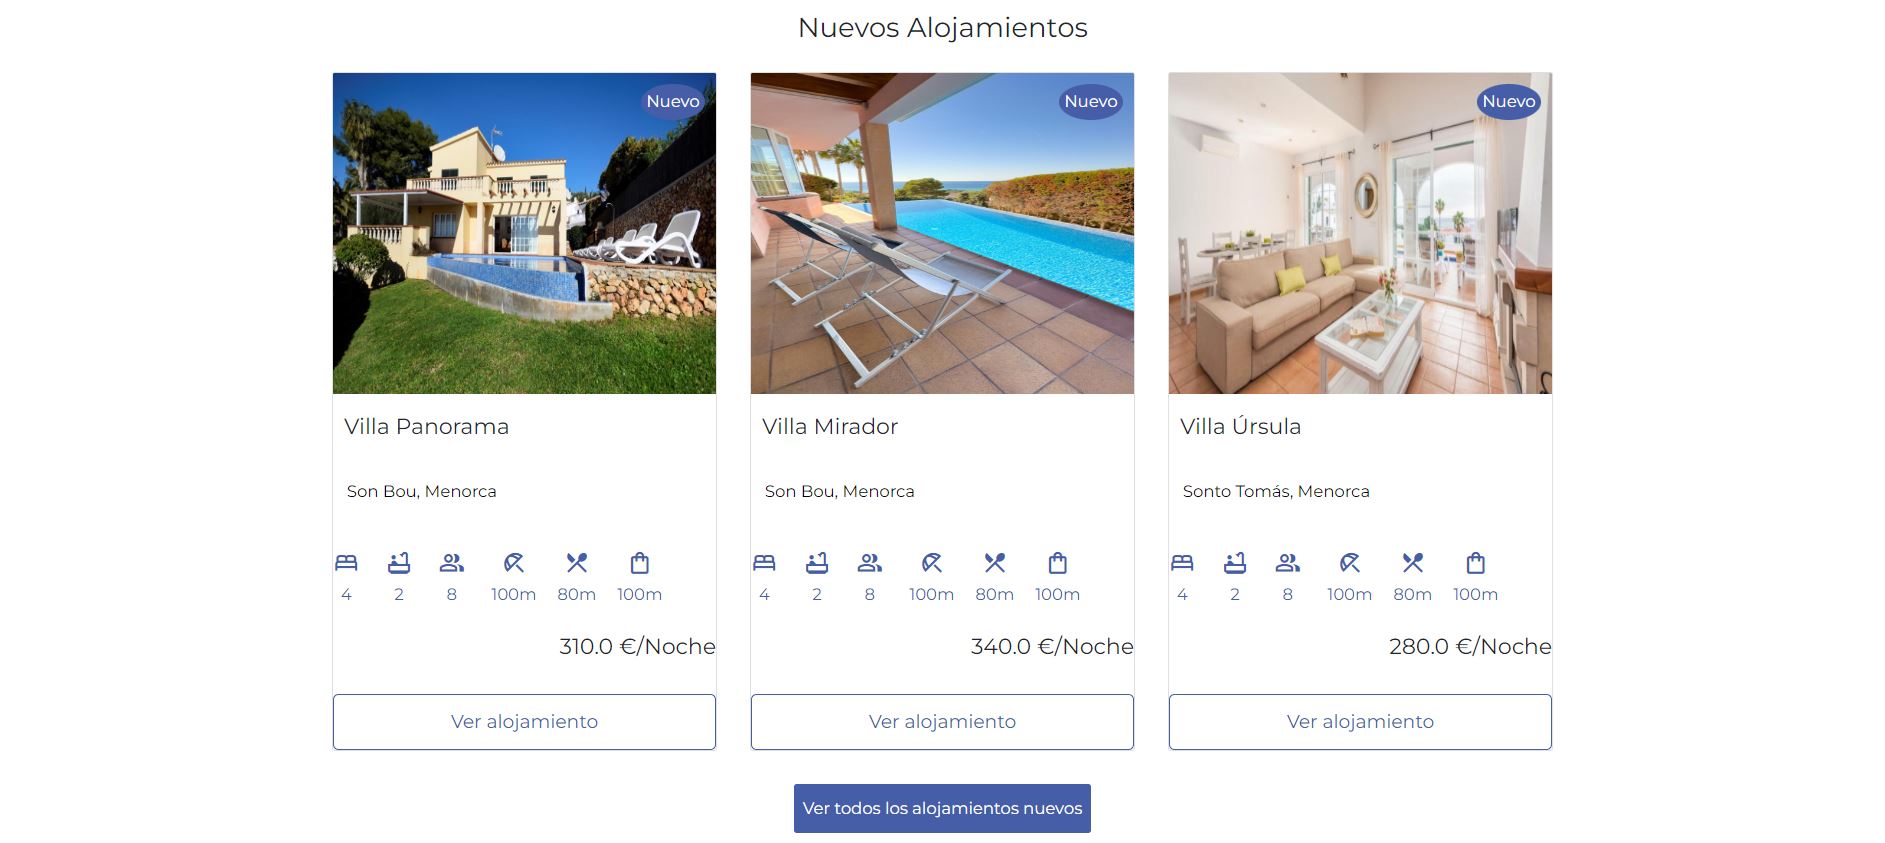 Nuevos Alojamientos
Nuevo
Nuevo
Nuevo
Villa Panorama
Son Bou, Menorca
4 2 8 100m 80m 100m
310.0 €/Noche
Ver alojamiento
Villa Mirador
Son Bou, Menorca
4 2 8 100m 80m 100m
340.0 €/Noche
Ver alojamiento
Villa Úrsula
Sonto Tomás, Menorca
4 2 8 100m 80m 100m
280.0 €/Noche
Ver alojamiento
Ver todos los alojamientos nuevos